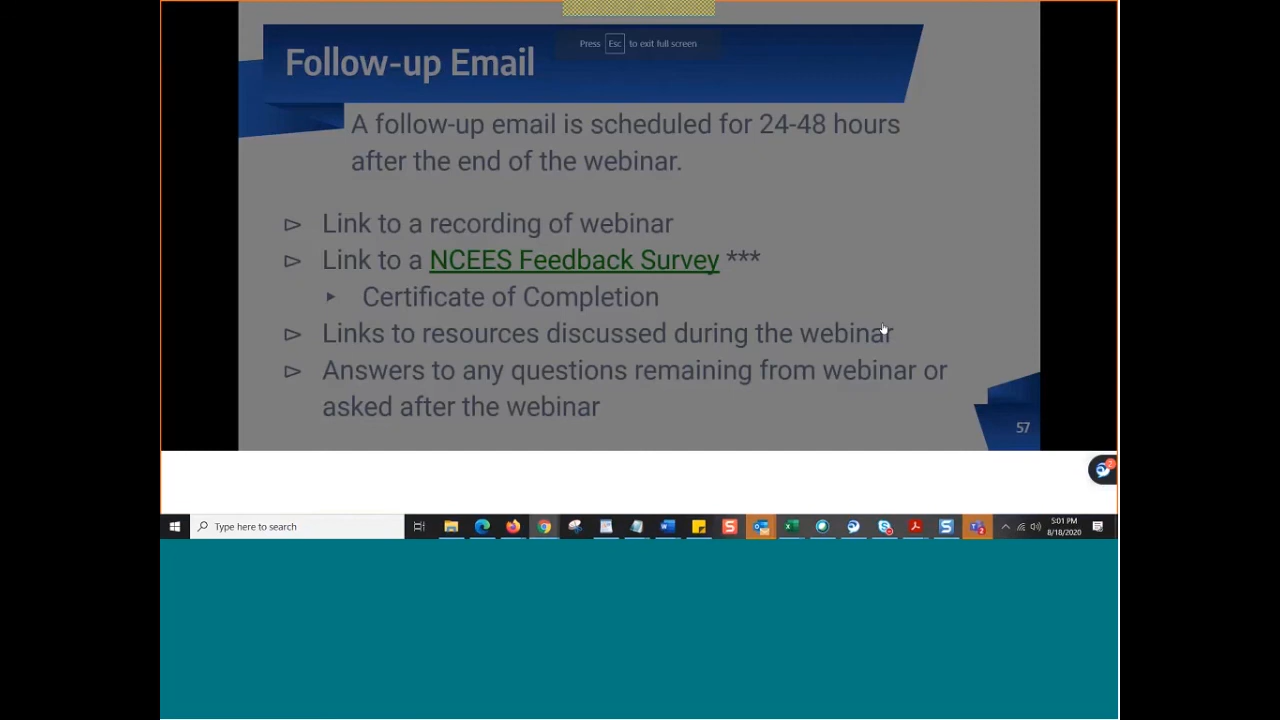 Press Esc to exit full screen
Follow-up Email
A follow-up email is scheduled for 24-48 hours
after the end of the webinar.
Link to a recording of webinar
Link to a NCEES Feedback Survey ***
Certificate of Completion
Links to resources discussed during the webinar
Answers to any questions remaining from webinar or
asked after the webinar
57
Type here to search
5:01 PM
8/18/2020